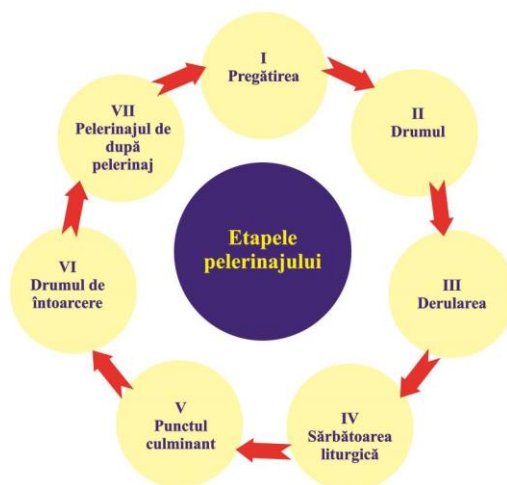 I
Pregătirea
II
Drumul
III
Derularea
IV
Sărbătoarea
liturgică
V
Punctul
culminant
VI
Drumul de
întoarcere
VII
Pelerinajul de
după
pelerinaj
Etapele
pelerinajului